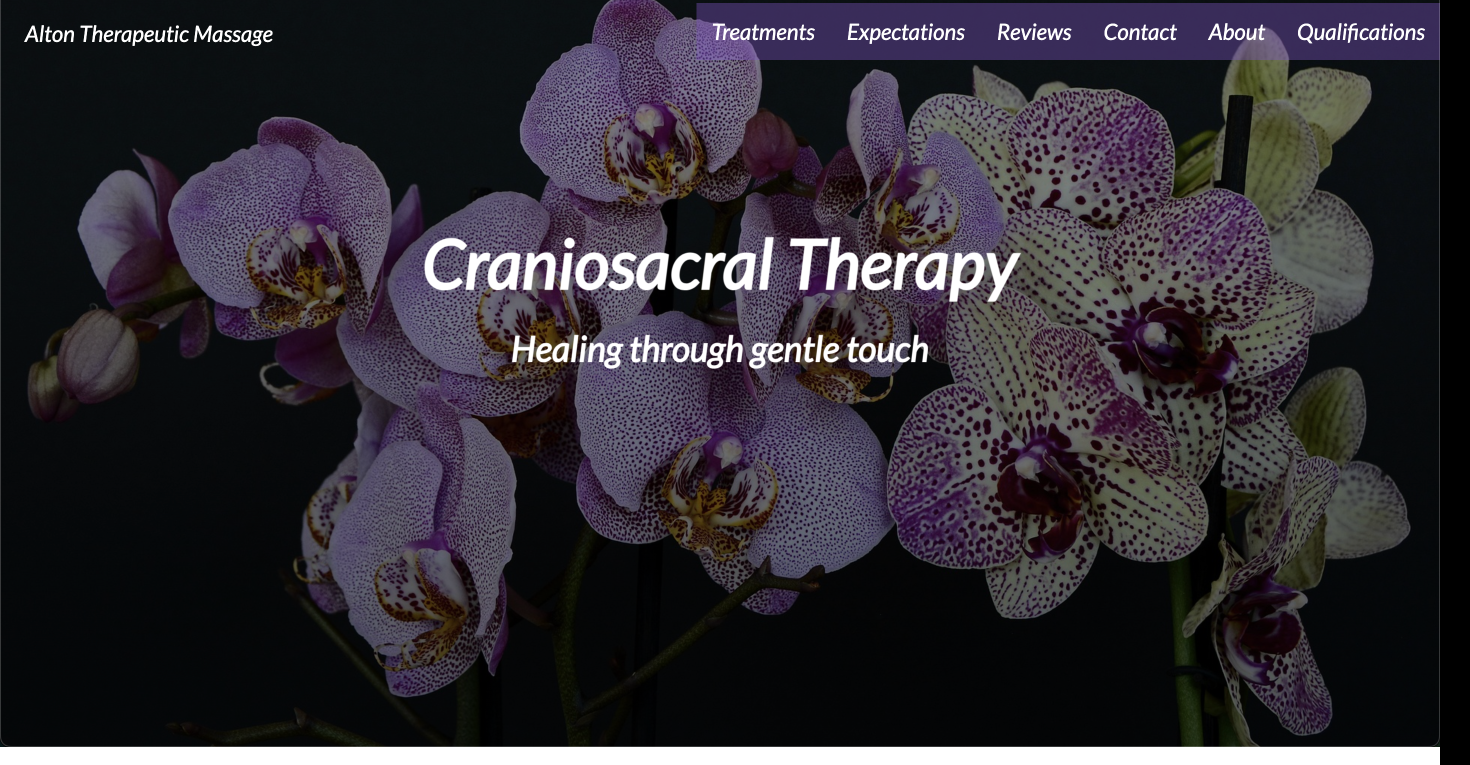 Alton Therapeutic Massage
Treatments Expectations Reviews Contact About Qualifications
Craniosacral Therapy
Healing through gentle touch